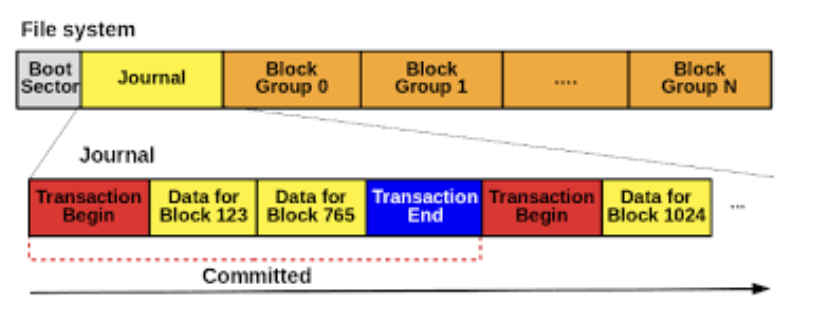 File system
Boot
Sector
Journal
Block
Group 0
Block
Group 1
....
Block
Group N
Journal
Transaction
Begin
Data for
Block 123
Data for
Block 765
Transaction
End
Transaction
Begin
Data for
Block 1024
...
Committed